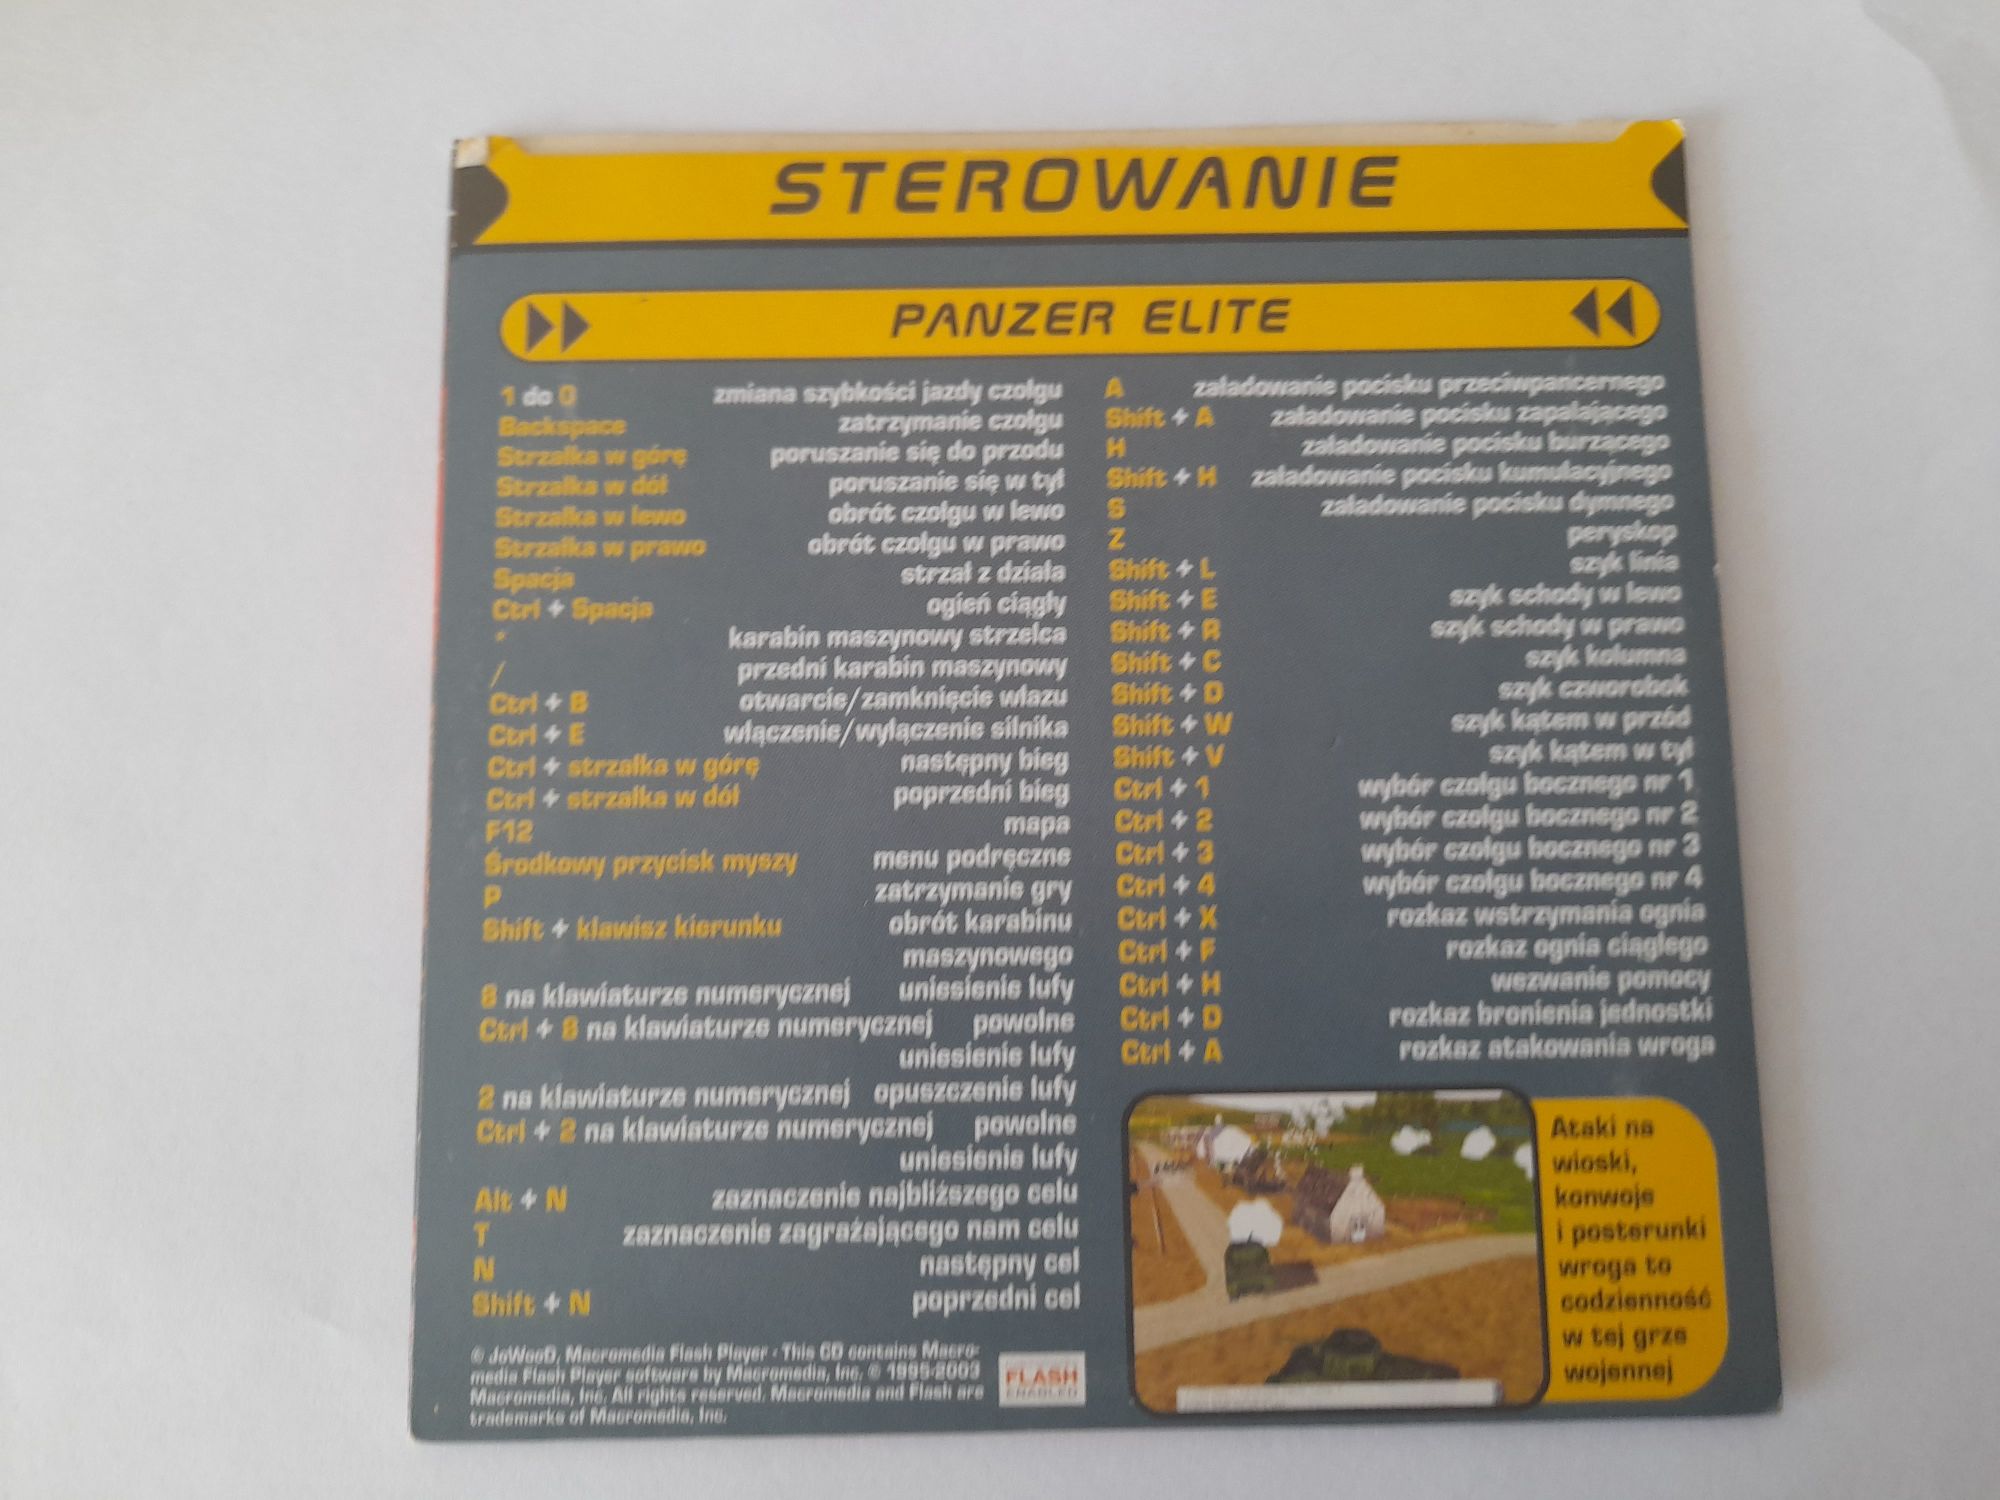 STEROWANIE
PANZER ELITE
1 do 0 zmiana szybkości jazdy czołgu
Backspace zatrzymanie czołgu
Strzałka w górę poruszanie się do przodu
Strzałka w dół poruszanie się w tył
Strzałka w lewo obrót czołgu w lewo
Strzałka w prawo obrót czołgu w prawo
Spacja strzał z działa
Ctrl + Spacja ogień ciągły
* karabin maszynowy strzelca
/ przedni karabin maszynowy
Ctrl + B otwarcie/zamknięcie włazu
Ctrl + E włączenie/wyłączenie silnika
Ctrl + strzałka w górę następny bieg
Ctrl + strzałka w dół poprzedni bieg
F12 mapa
Środkowy przycisk myszy menu podręczne
P zatrzymanie gry
Shift + klawisz kierunku obrót karabinu
maszynowego
8 na klawiaturze numerycznej uniesienie lufy
Ctrl + 8 na klawiaturze numerycznej powolne
uniesienie lufy
2 na klawiaturze numerycznej opuszczenie lufy
Ctrl + 2 na klawiaturze numerycznej powolne
uniesienie lufy
Alt + N zaznaczenie najbliższego celu
T zaznaczenie zagrażającego nam celu
N następny cel
Shift + N poprzedni cel
A załadowanie pocisku przeciwpancernego
Shift + A załadowanie pocisku zapalającego
H załadowanie pocisku burzącego
Shift + H załadowanie pocisku kumulacyjnego
S załadowanie pocisku dymnego
Z peryskop
Shift + L szyk linia
Shift + E szyk schody w lewo
Shift + R szyk schody w prawo
Shift + C szyk kolumna
Shift + D szyk czworobok
Shift + W szyk kątem w przód
Shift + V szyk kątem w tył
Ctrl + 1 wybór czołgu bocznego nr 1
Ctrl + 2 wybór czołgu bocznego nr 2
Ctrl + 3 wybór czołgu bocznego nr 3
Ctrl + 4 wybór czołgu bocznego nr 4
Ctrl + X rozkaz wstrzymania ognia
Ctrl + F rozkaz ognia ciągłego
Ctrl + H wezwanie pomocy
Ctrl + D rozkaz bronienia jednostki
Ctrl + A rozkaz atakowania wroga
Ataki na
wioski,
konwoje
i posterunki
wroga to
codzienność
w tej grze
wojennej
© JoWooD, Macromedia Flash Player - This CD contains Macro-
media Flash Player software by Macromedia, Inc. © 1995-2003
Macromedia, Inc. All rights reserved. Macromedia and Flash are
trademarks of Macromedia, Inc.
FLASH
ENABLED